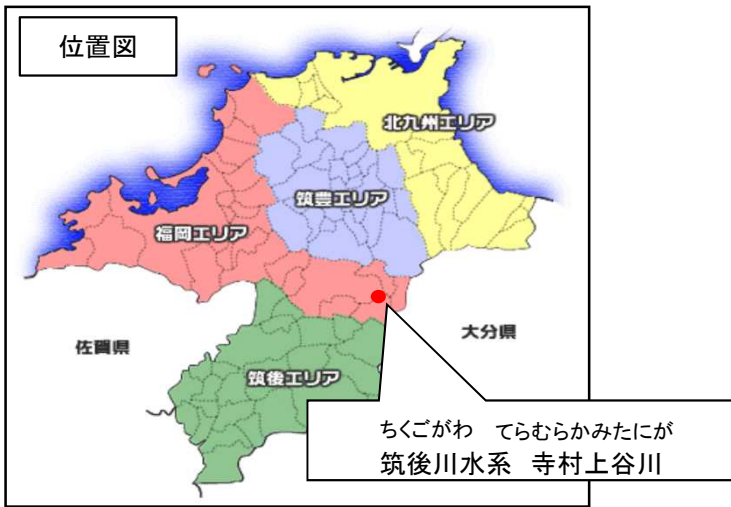 位置図
北九州エリア
筑豊エリア
福岡エリア
佐賀県
大分県
筑後エリア
ちくごがわ てらむらかみたにが
筑後川水系 寺村上谷川